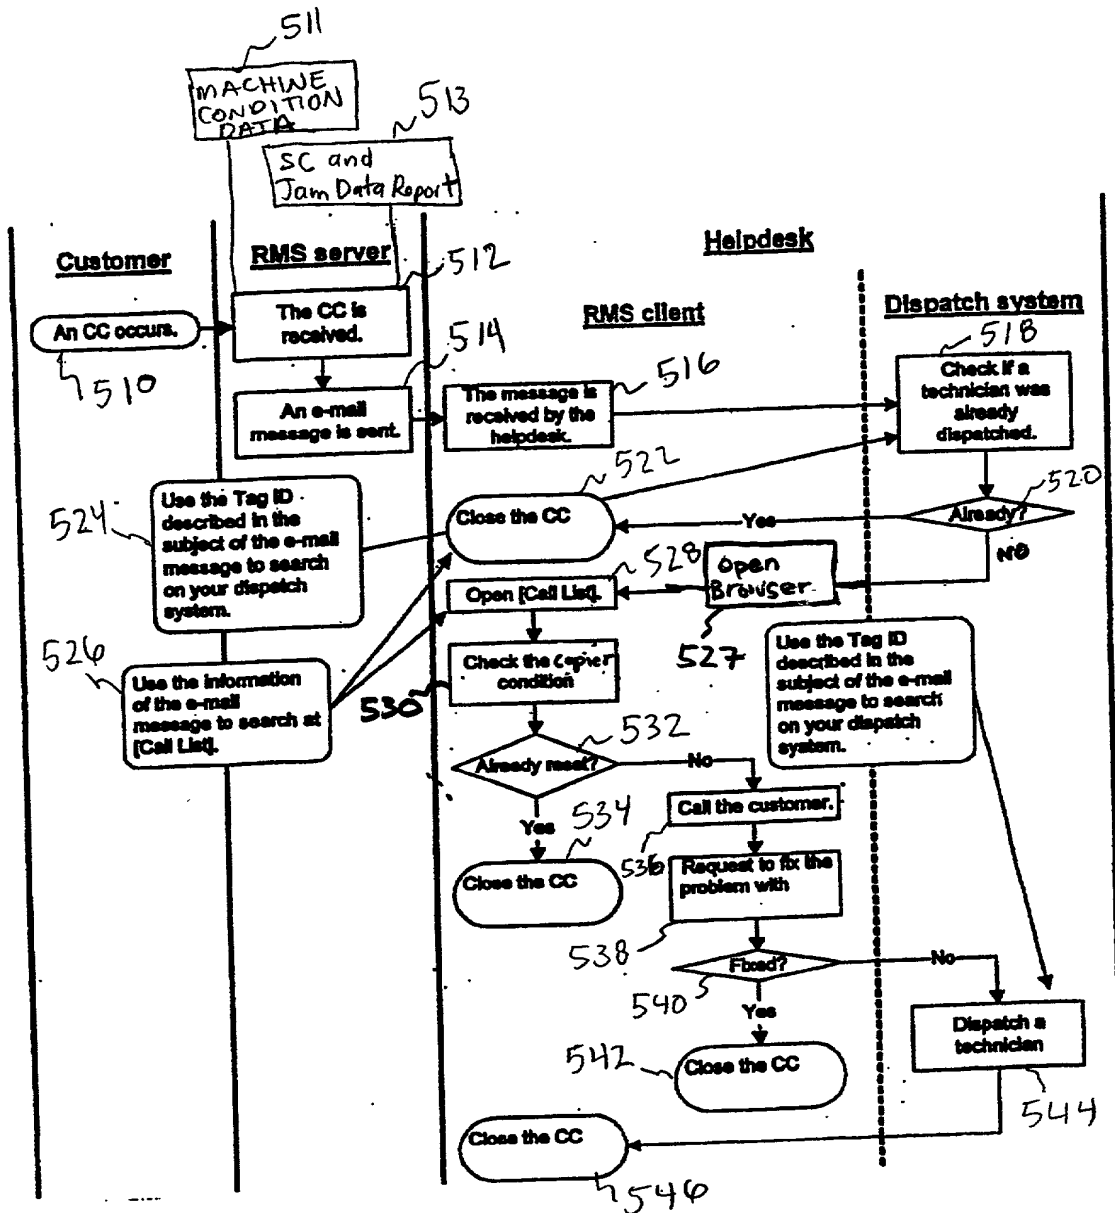 511
MACHINE
CONDITION
DATA
513
SC and
Jam Data Report
Customer
RMS server
Helpdesk
RMS client
Dispatch system
An CC occurs.
510
The CC is
received.
512
An e-mail
message is sent.
514
The message is
received by the
helpdesk.
516
Check if a
technician was
already
dispatched.
518
Already?
520
Yes
NO
Close the CC
522
Use the Tag ID
described in the
subject of the e-mail
message to search
on your dispatch
system.
524
Open
Browser
527
Open [Call List].
528
Use the information
of the e-mail
message to search at
[Call List].
526
Check the copier
condition
530
Use the Tag ID
described in the
subject of the e-mail
message to search
on your dispatch
system.
Already reset?
532
No
Yes
Close the CC
534
Call the customer.
536
Request to fix the
problem with
538
Fixed?
540
No
Yes
Close the CC
542
Dispatch a
technician
544
Close the CC
546